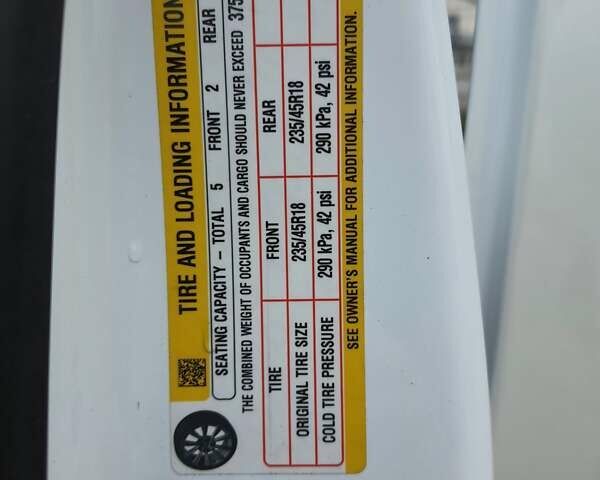 TIRE AND LOADING INFORMATION
SEATING CAPACITY – TOTAL 5 FRONT 2 REAR
THE COMBINED WEIGHT OF OCCUPANTS AND CARGO SHOULD NEVER EXCEED 375
TIRE FRONT REAR
ORIGINAL TIRE SIZE 235/45R18 235/45R18
COLD TIRE PRESSURE 290 kPa, 42 psi 290 kPa, 42 psi
SEE OWNER'S MANUAL FOR ADDITIONAL INFORMATION.